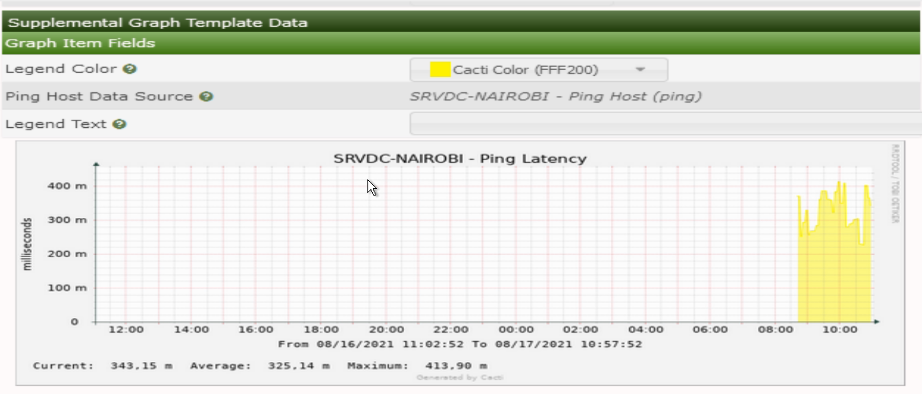 Supplemental Graph Template Data
Graph Item Fields
Legend Color
Cacti Color (FFF200)
Ping Host Data Source
SRVDC-NAIROBI - Ping Host (ping)
Legend Text
SRVDC-NAIROBI - Ping Latency
RRDTOOL / TOBI OETIKER
milliseconds
400 m
300 m
200 m
100 m
0
12:00 14:00 16:00 18:00 20:00 22:00 00:00 02:00 04:00 06:00 08:00 10:00
From 08/16/2021 11:02:52 To 08/17/2021 10:57:52
Current: 343,15 m Average: 325,14 m Maximum: 413,90 m
Generated by Cacti